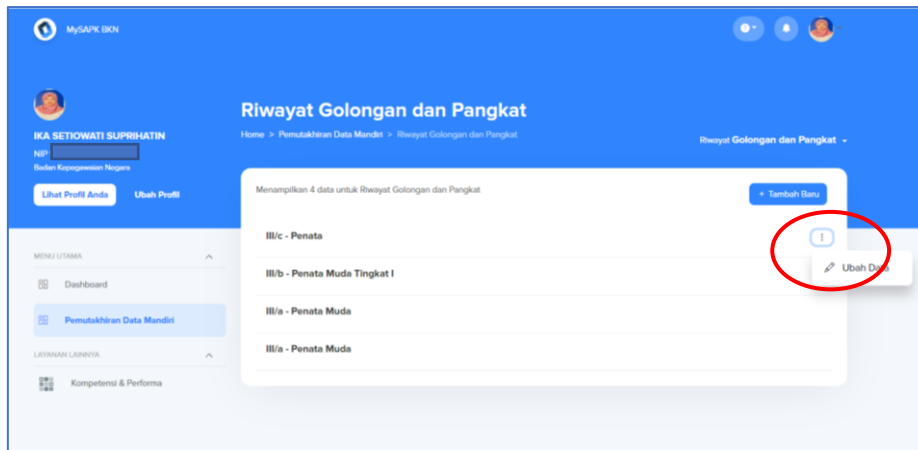 MySAPK BKN
IKA SETIOWATI SUPRIHATIN
NIP
Badan Kepegawaian Negara
Lihat Profil Anda
Ubah Profil
Riwayat Golongan dan Pangkat
Home > Pemutakhiran Data Mandiri > Riwayat Golongan dan Pangkat
Riwayat Golongan dan Pangkat
Menampilkan 4 data untuk Riwayat Golongan dan Pangkat
+ Tambah Baru
III/c - Penata
Ubah Data
III/b - Penata Muda Tingkat I
III/a - Penata Muda
III/a - Penata Muda
MENU UTAMA
Dashboard
Pemutakhiran Data Mandiri
LAYANAN LAINNYA
Kompetensi & Performa